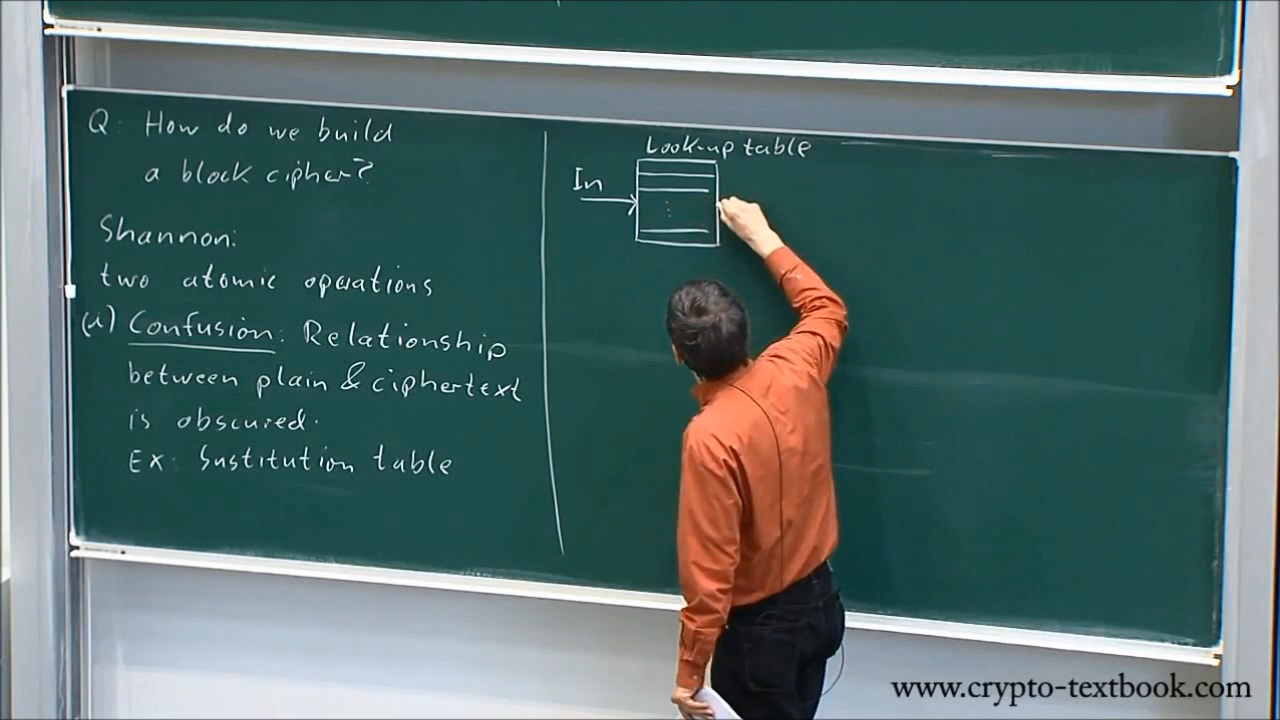 Q: How do we build
a block cipher?
Shannon:
two atomic operations
(i) Confusion: Relationship
between plain & ciphertext
is obscured.
Ex: Sustitution table
Look-up table
In
www.crypto-textbook.com